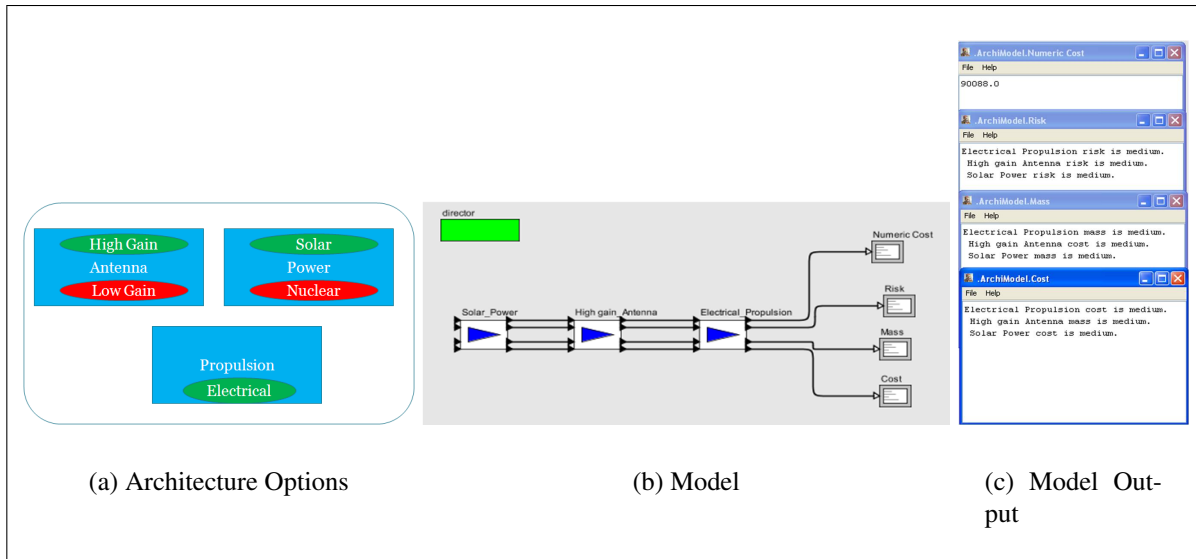 High Gain
Antenna
Low Gain
Solar
Power
Nuclear
Propulsion
Electrical
(a) Architecture Options
director
Solar_Power
High gain_Antenna
Electrical_Propulsion
Numeric Cost
Risk
Mass
Cost
(b) Model
.ArchiModel.Numeric Cost
File Help
90088.0
.ArchiModel.Risk
File Help
Electrical Propulsion risk is medium.
High gain Antenna risk is medium.
Solar Power risk is medium.
.ArchiModel.Mass
File Help
Electrical Propulsion mass is medium.
High gain Antenna cost is medium.
Solar Power mass is medium.
.ArchiModel.Cost
File Help
Electrical Propulsion cost is medium.
High gain Antenna mass is medium.
Solar Power cost is medium.
(c) Model Out-
put